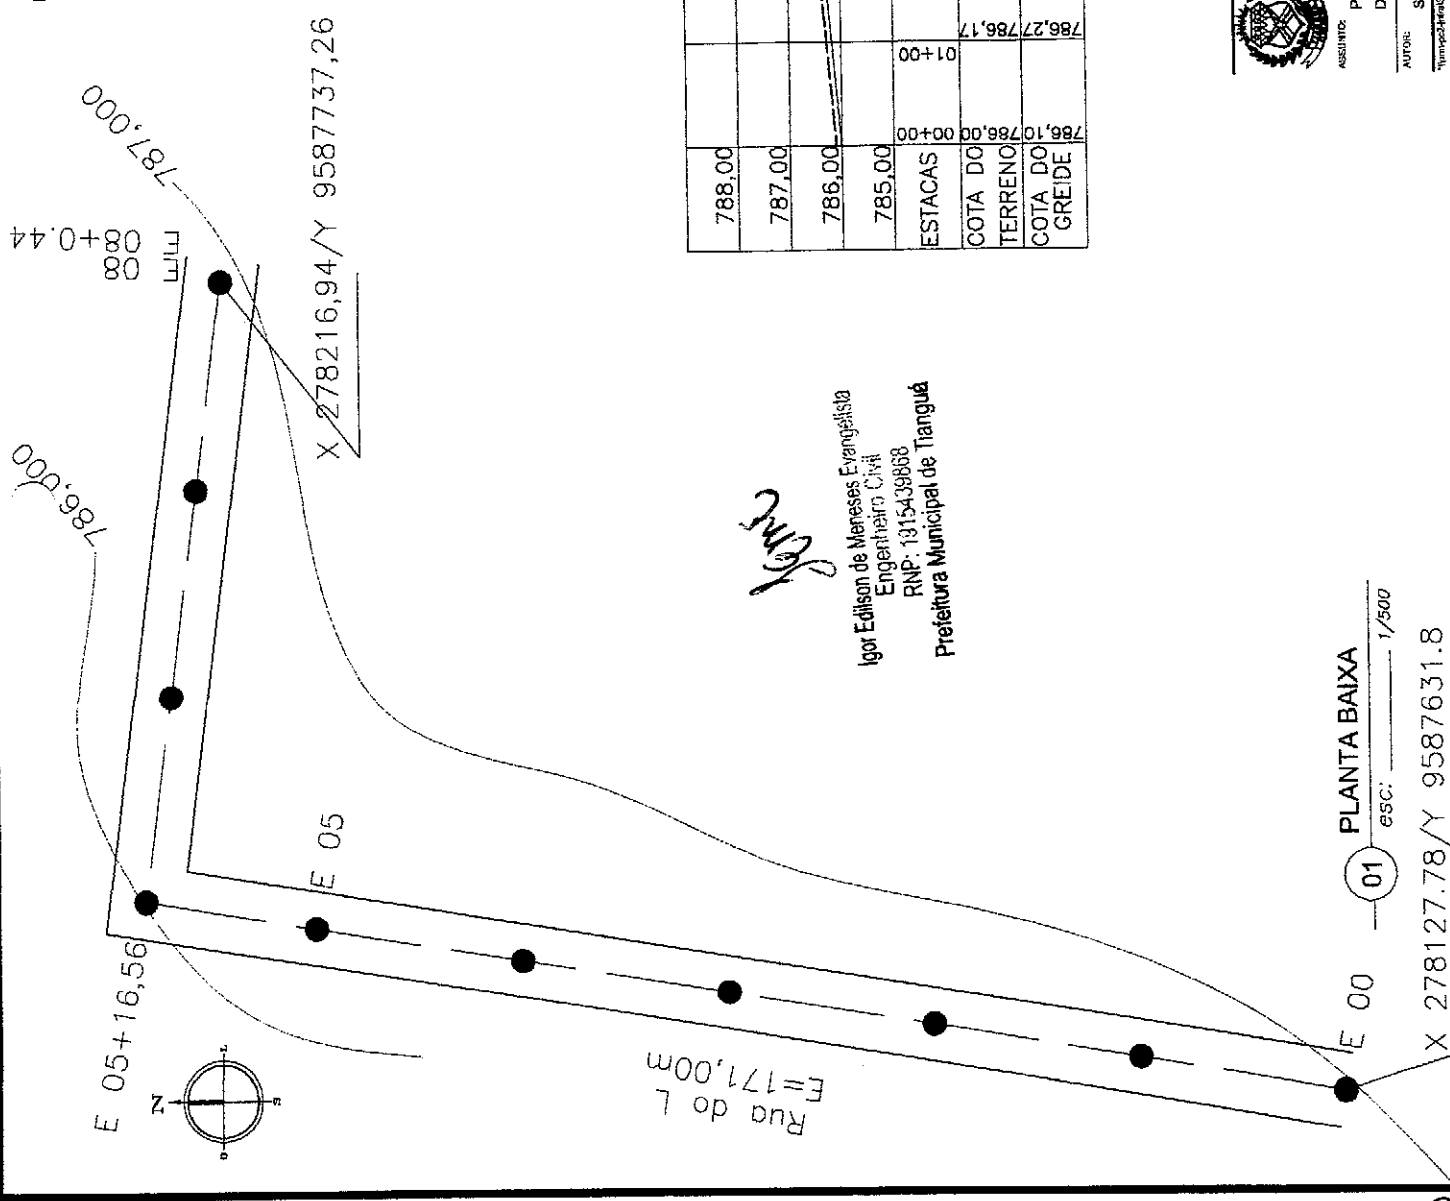 786,000
787,000
E 08
E 08+0.44
X 278216,94/Y 9587737,26
E 05+16,56
E 05
N
Rua do L
E=171,00m
E 00
X 278127.78/Y 9587631.8
01 PLANTA BAIXA
esc: 1/500
Igor Edilson de Meneses Evangelista
Engenheiro Civil
RNP: 1915439868
Prefeitura Municipal de Tianguá
788,00
787,00
786,00
785,00
ESTACAS 00+00 01+00
COTA DO TERRENO 786,00 786,17
COTA DO GREIDE 786,10 786,27
ASSUNTO:
P
D
AUTOR:
S